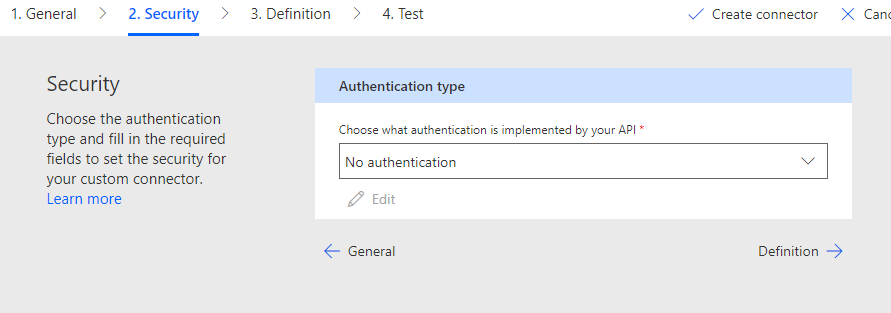 1. General > 2. Security > 3. Definition > 4. Test Create connector
Security
Choose the authentication
type and fill in the required
fields to set the security for
your custom connector.
Learn more
Authentication type
Choose what authentication is implemented by your API *
No authentication
Edit
General
Definition